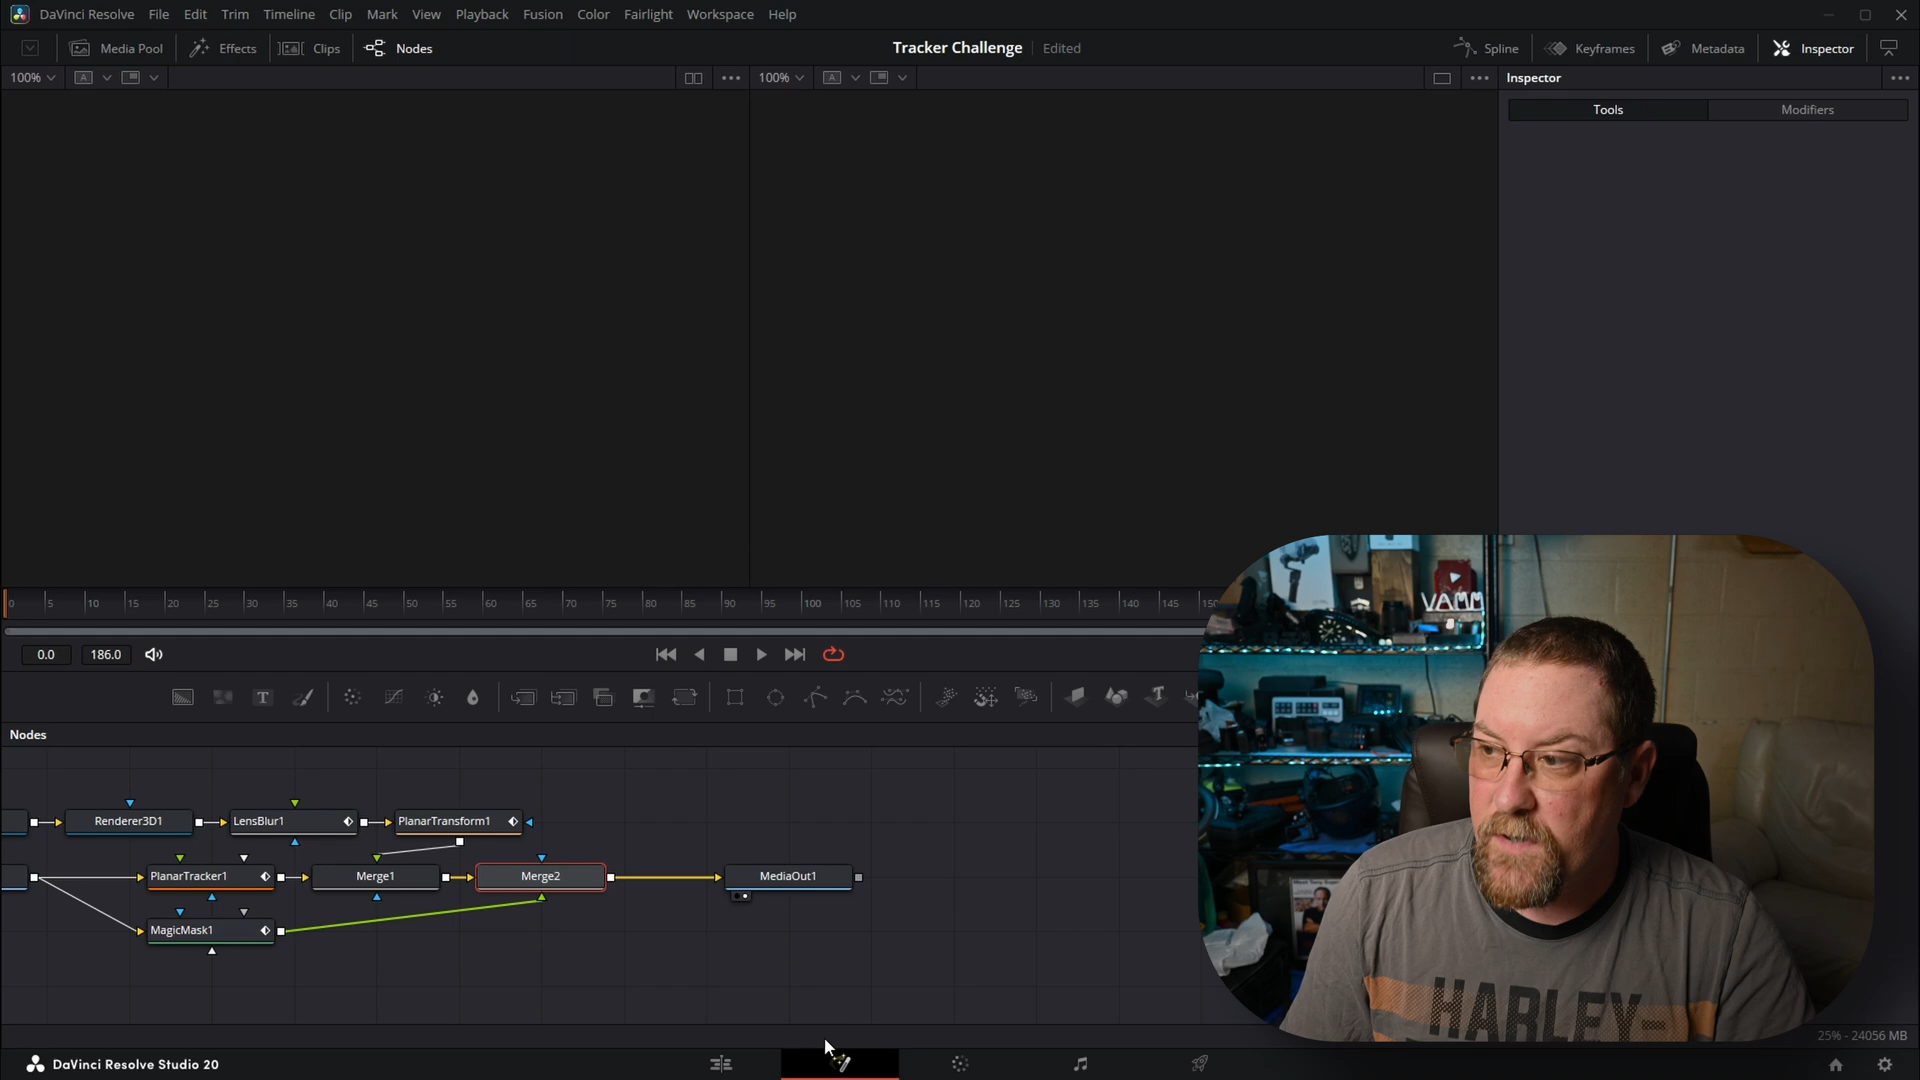 DaVinci Resolve File Edit Trim Timeline Clip Mark View Playback Fusion Color Fairlight Workspace Help
Media Pool Effects Clips Nodes Tracker Challenge Edited Spline Keyframes Metadata Inspector
100% A 100% A Inspector
Tools Modifiers
0 5 10 15 20 25 30 35 40 45 50 55 60 65 70 75 80 85 90 95 100 105 110 115 120 125 130 135 140 145 150
0.0 186.0
T T
Nodes
Renderer3D1 LensBlur1 PlanarTransform1
PlanarTracker1 Merge1 Merge2 MediaOut1
MagicMask1
VAMM
HARLEY-
25% - 24056 MB
DaVinci Resolve Studio 20